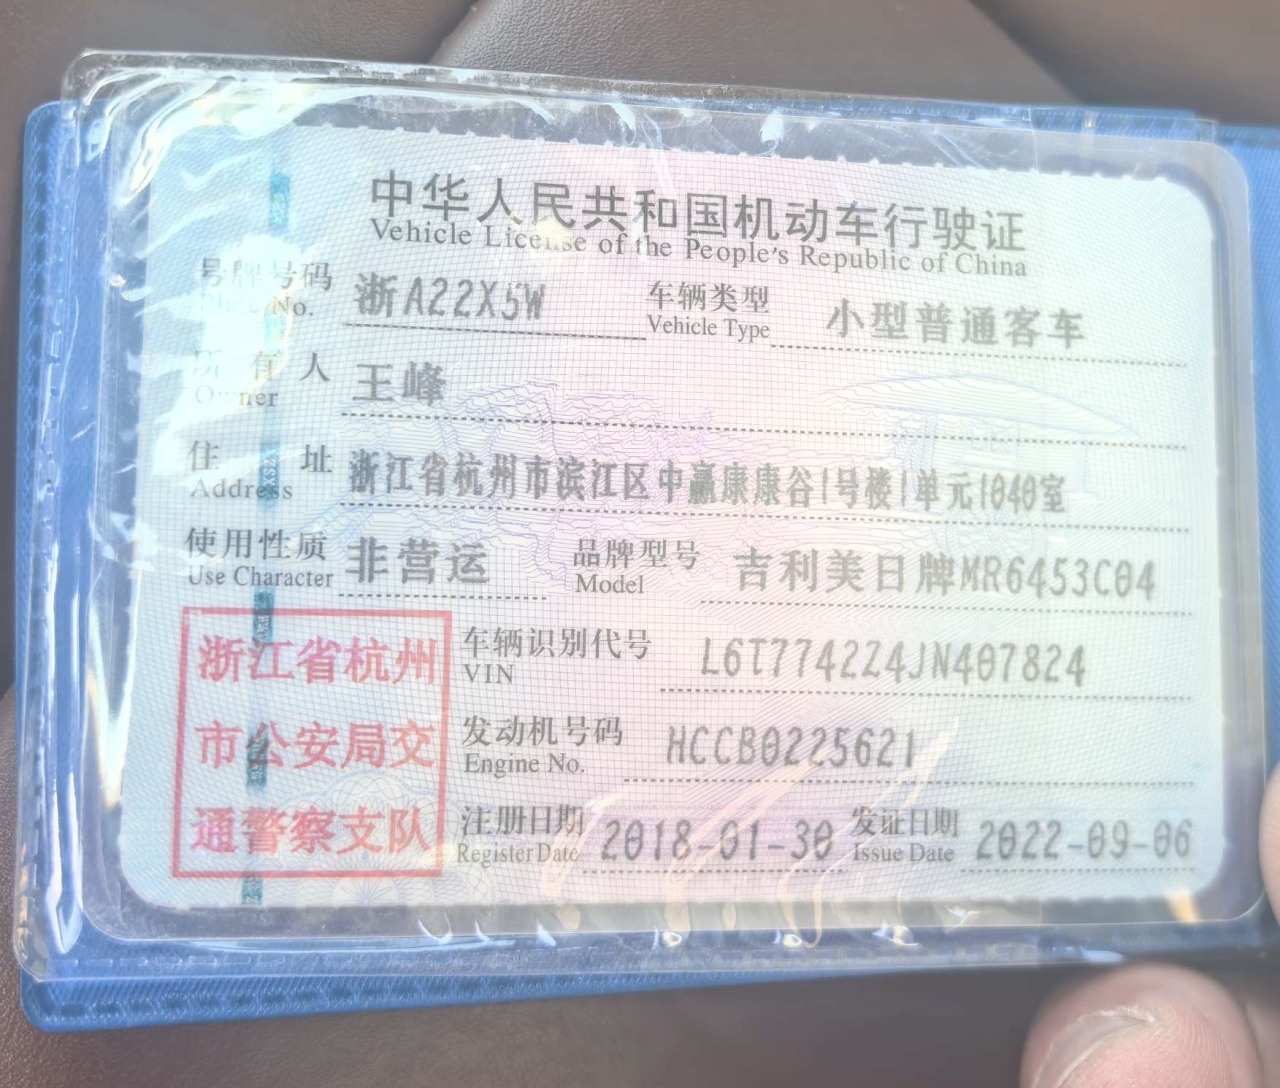 中华人民共和国机动车行驶证
Vehicle License of the People's Republic of China
号牌号码 浙A22X5W 车辆类型 小型普通客车
Plate No. Vehicle Type
所有人 王峰
Owner
住址 浙江省杭州市滨江区中赢康康谷1号楼1单元1040室
Address
使用性质 非营运 品牌型号 吉利美日牌MR6453C04
Use Character Model
浙江省杭州
市公安局交
通警察支队
车辆识别代号 L6T7742Z4JN407824
VIN
发动机号码 HCCB0225621
Engine No.
注册日期 2018-01-30 发证日期 2022-09-06
Register Date Issue Date